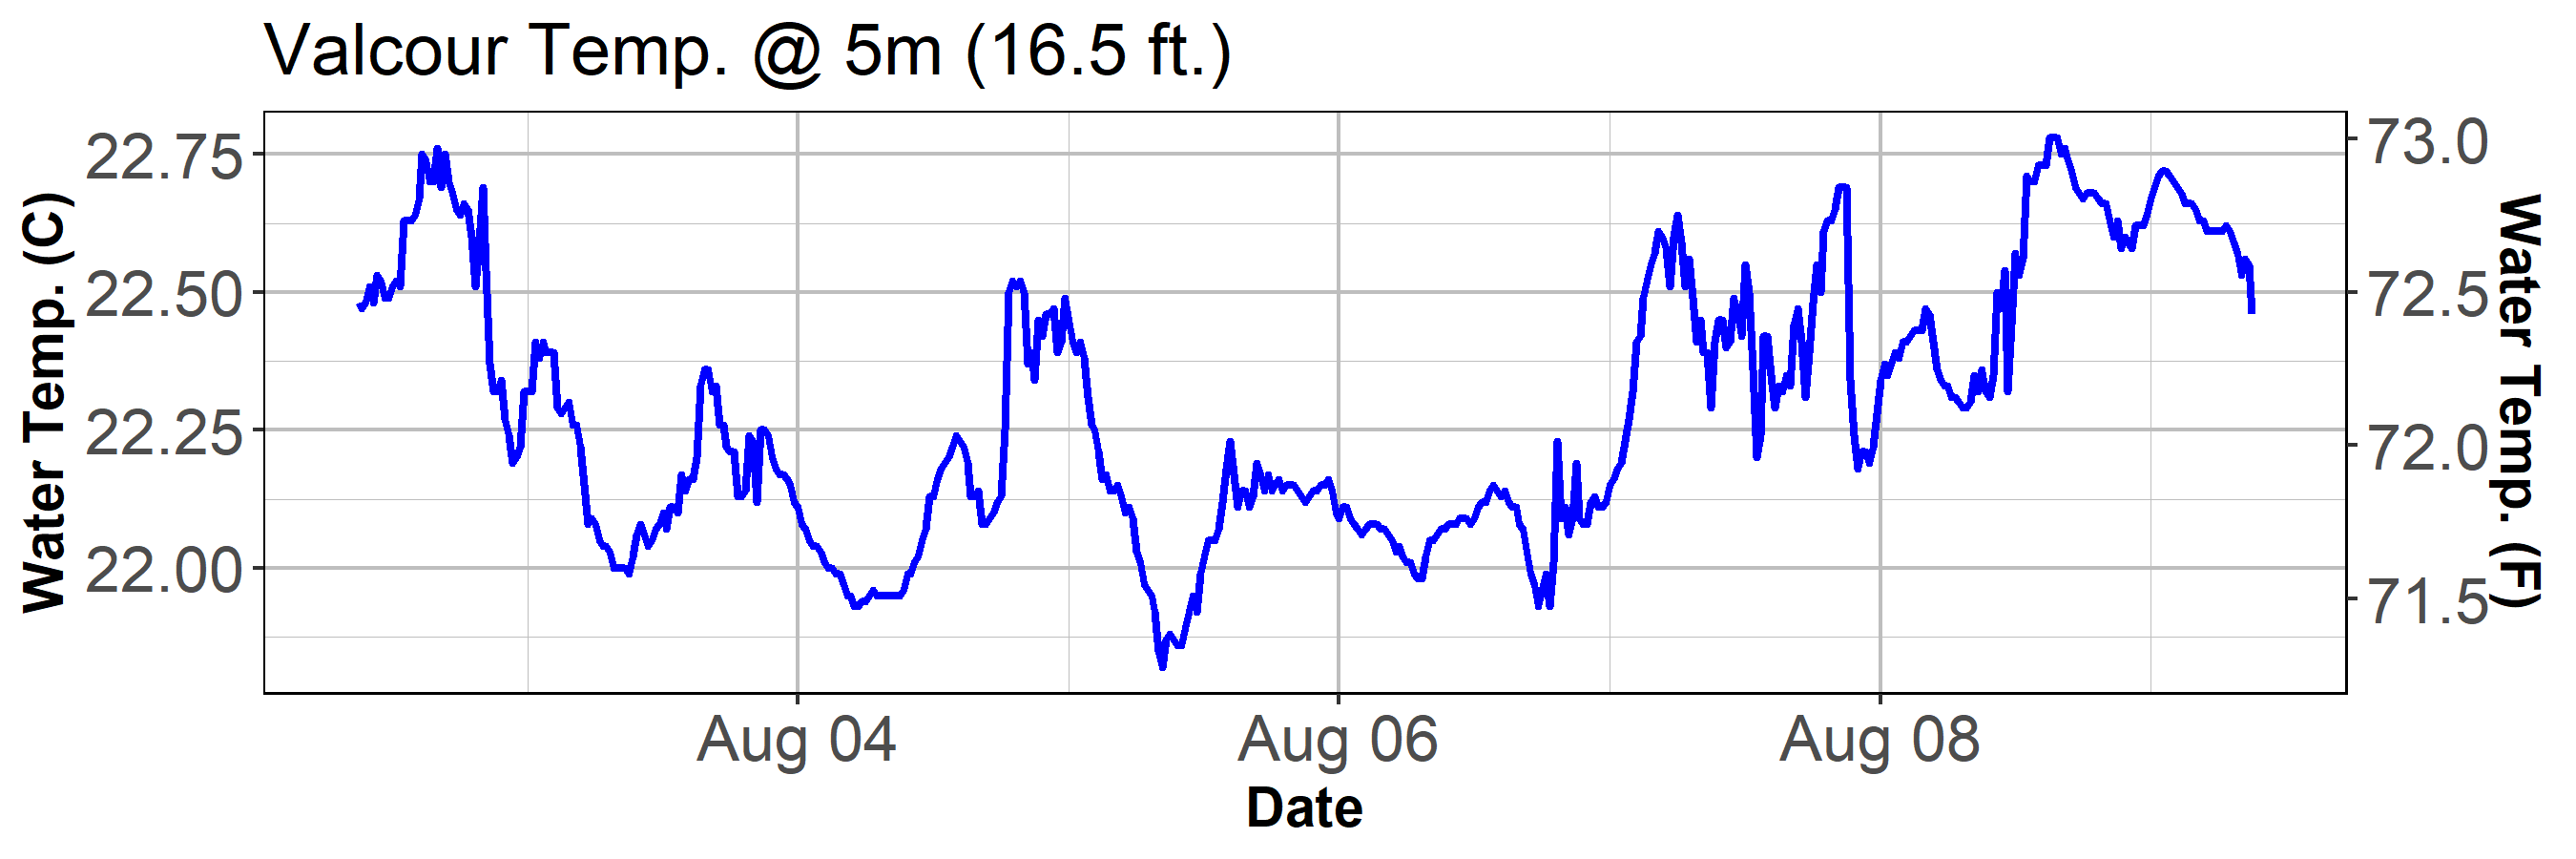 Valcour Temp. @ 5m (16.5 ft.)
Water Temp. (C)
22.75
22.50
22.25
22.00
73.0
72.5
72.0
71.5
Water Temp. (F)
Aug 04 Aug 06 Aug 08
Date